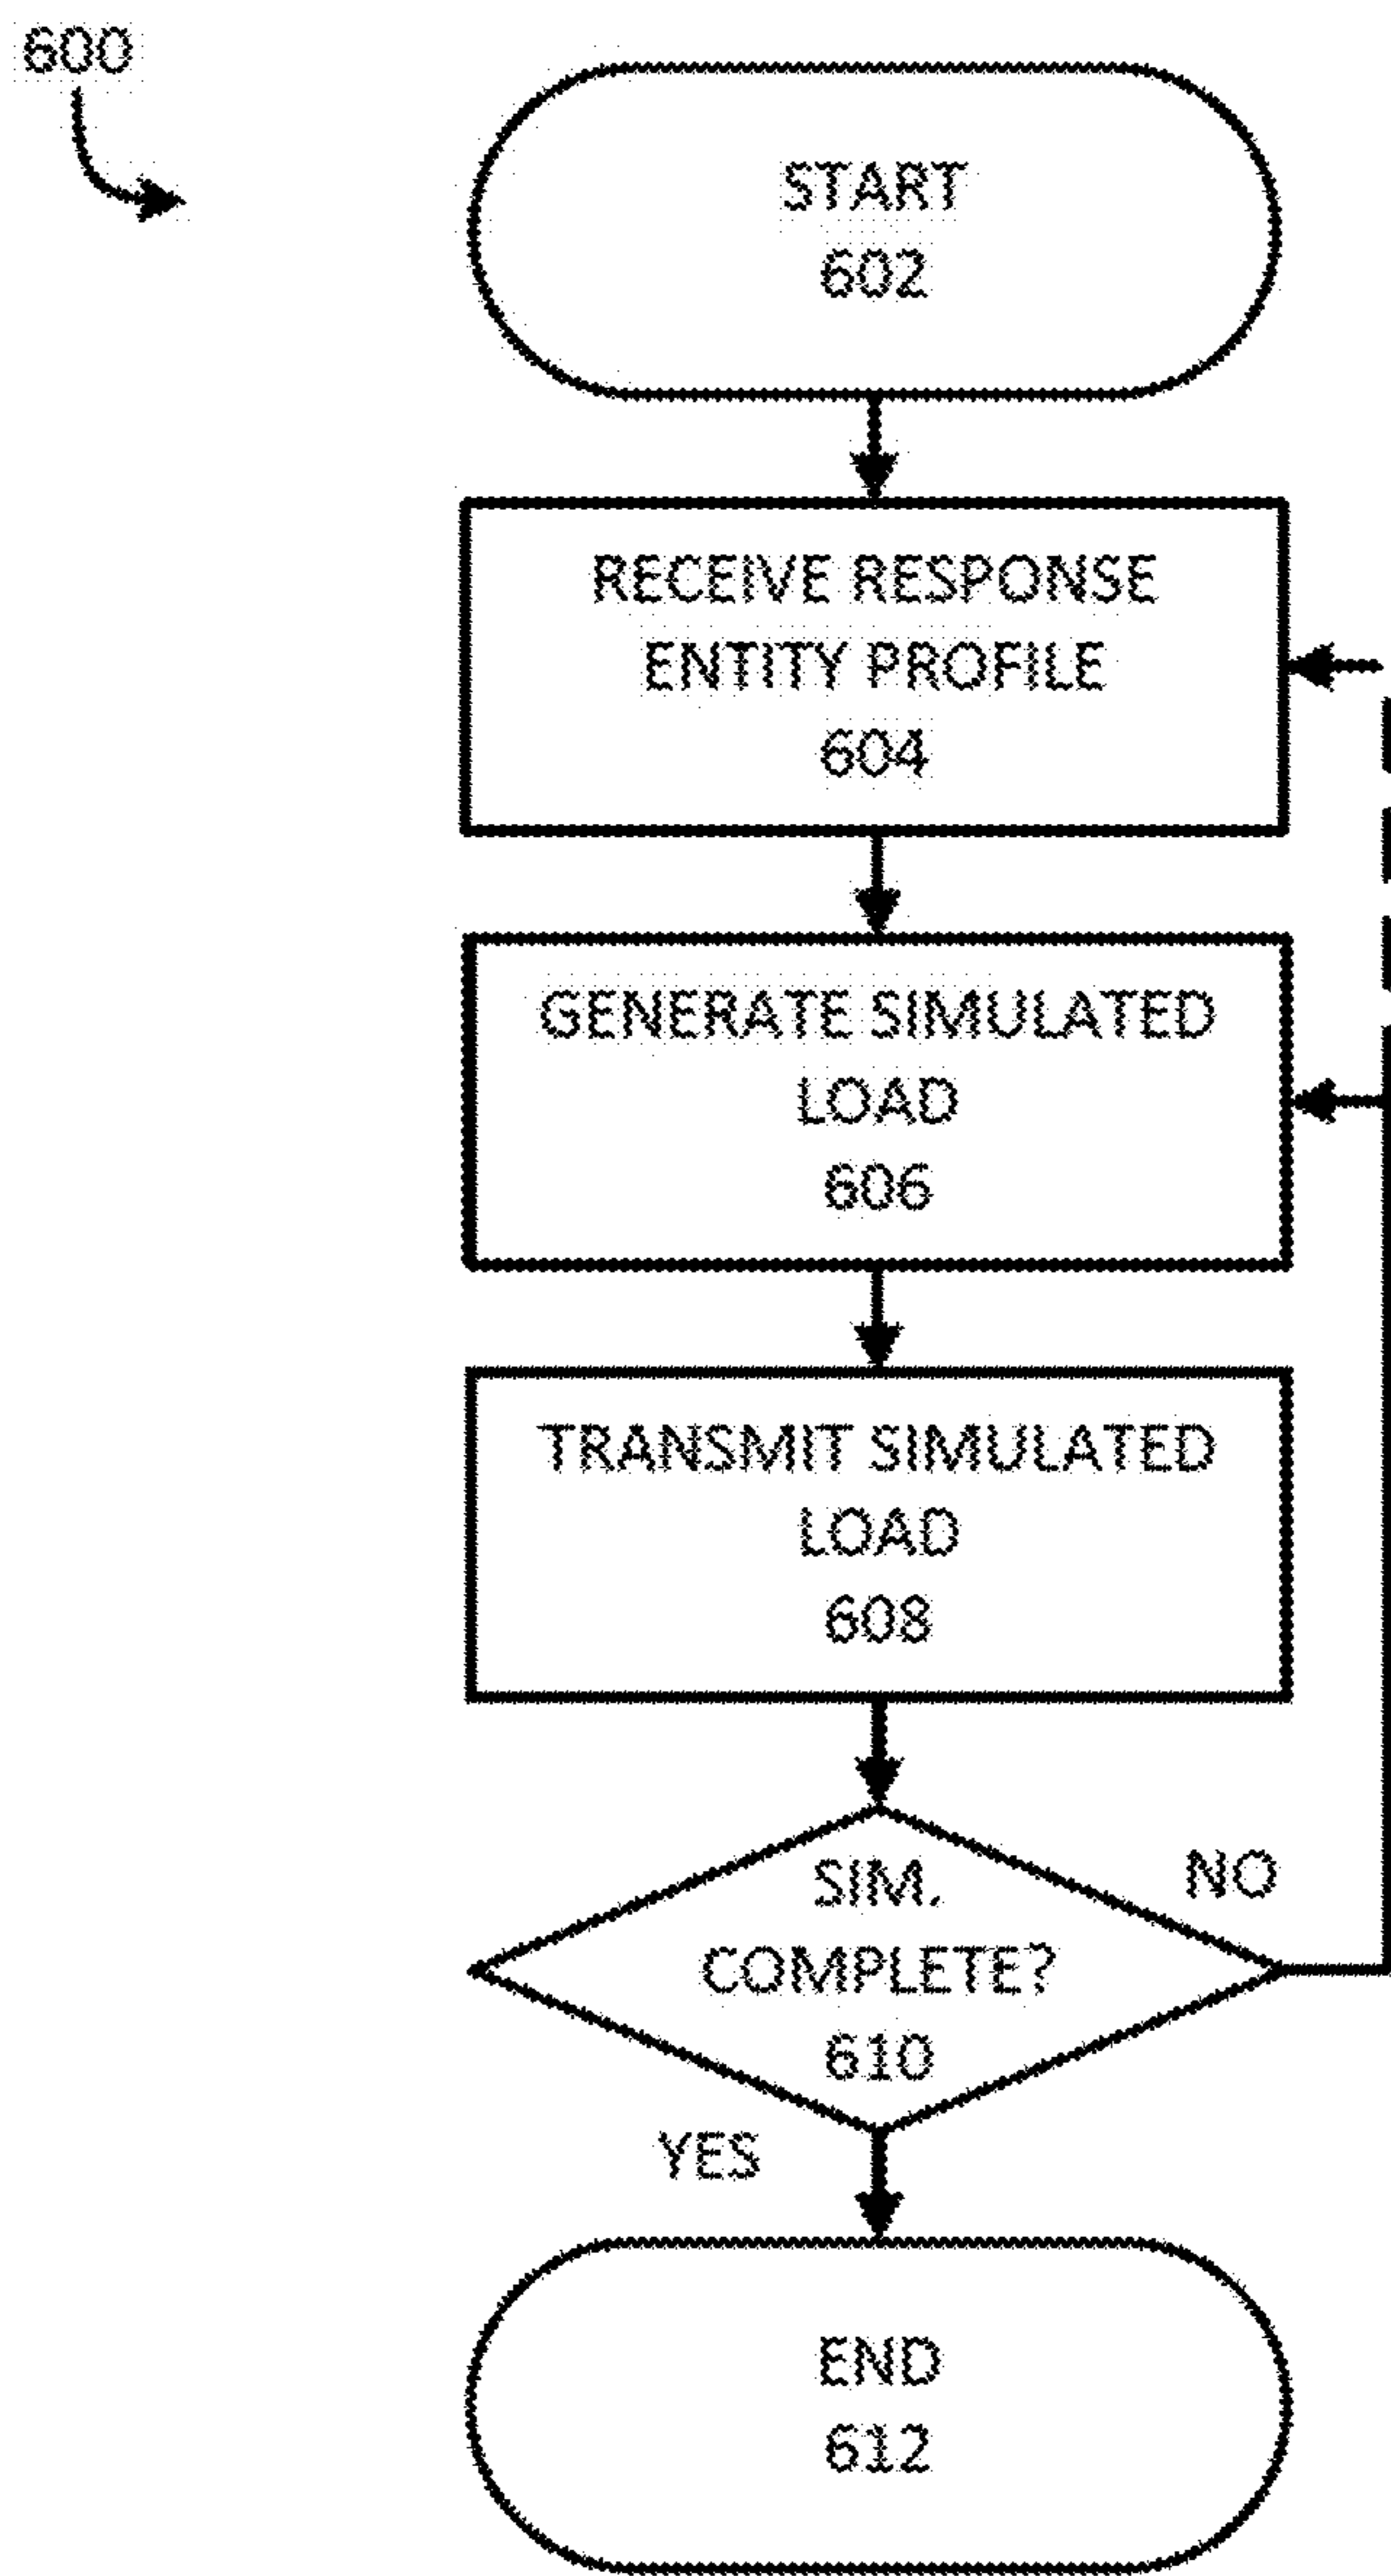 600
START
602
RECEIVE RESPONSE
ENTITY PROFILE
604
GENERATE SIMULATED
LOAD
606
TRANSMIT SIMULATED
LOAD
608
SIM.
COMPLETE?
610
NO
YES
END
612